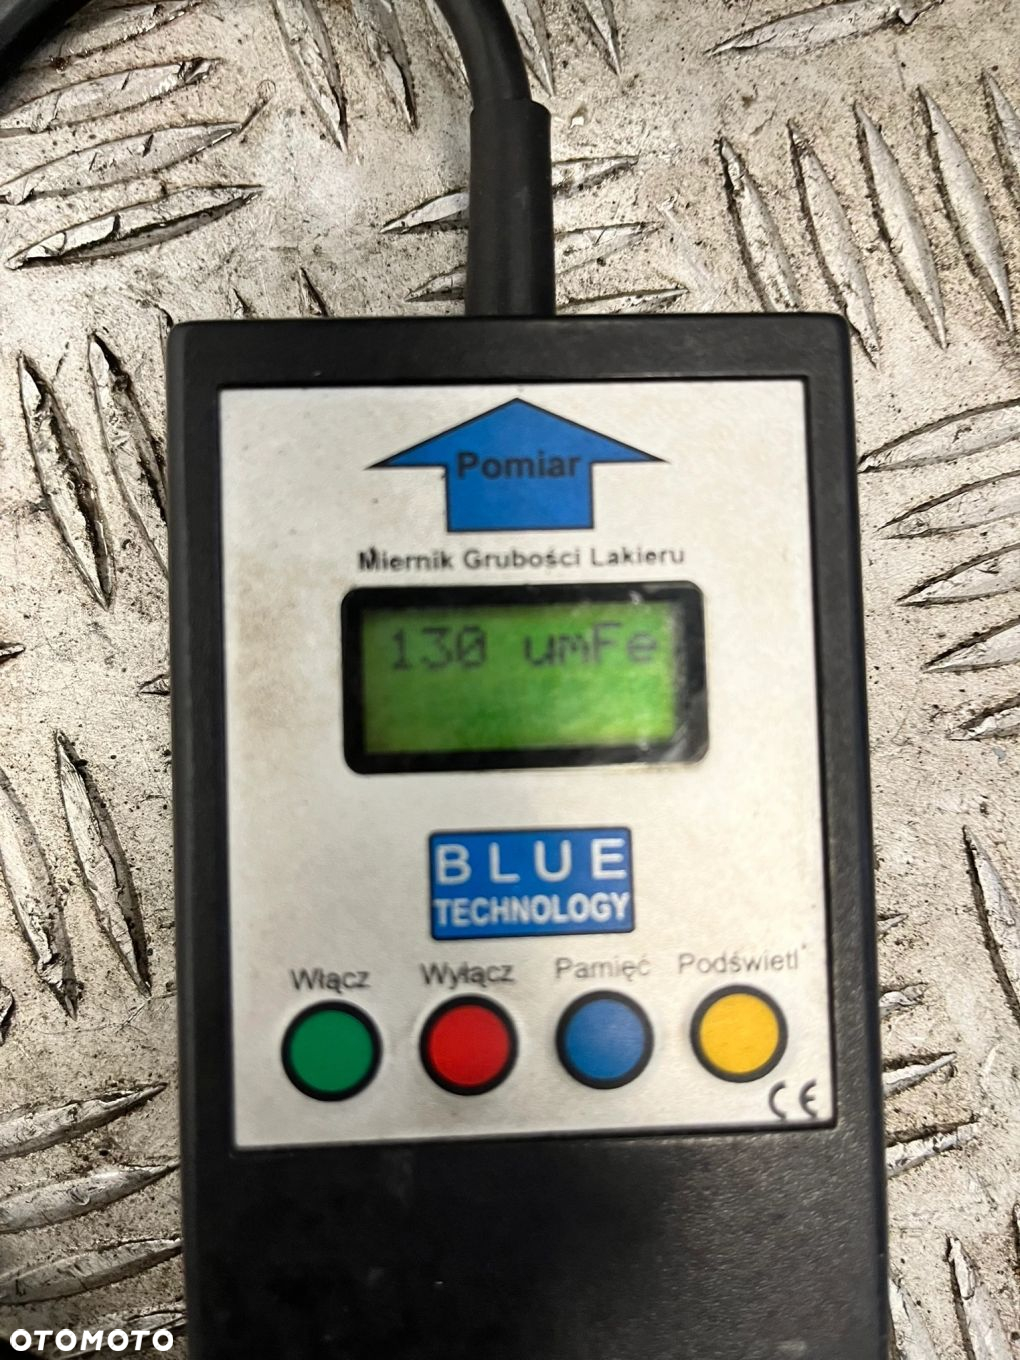 Pomiar
Miernik Grubości Lakieru
130 umFe
BLUE
TECHNOLOGY
Włącz Wyłącz Pamięć Podświetl
CE
OTOMOTO